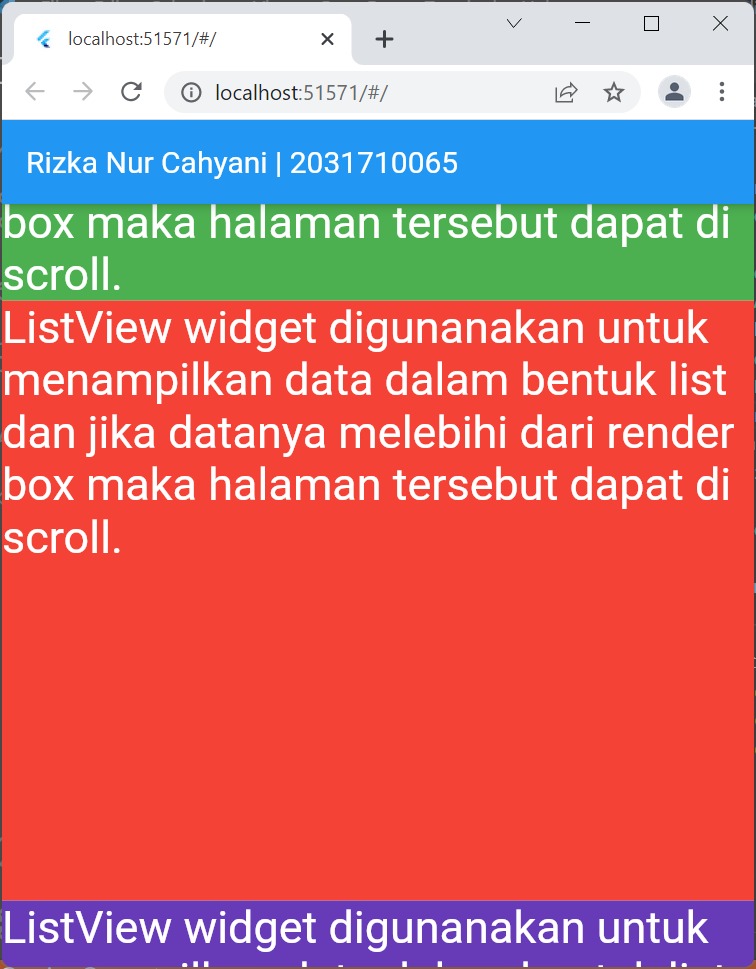 localhost:51571/#/
localhost:51571/#/
Rizka Nur Cahyani | 2031710065
box maka halaman tersebut dapat di
scroll.
ListView widget digunanakan untuk
menampilkan data dalam bentuk list
dan jika datanya melebihi dari render
box maka halaman tersebut dapat di
scroll.
ListView widget digunanakan untuk